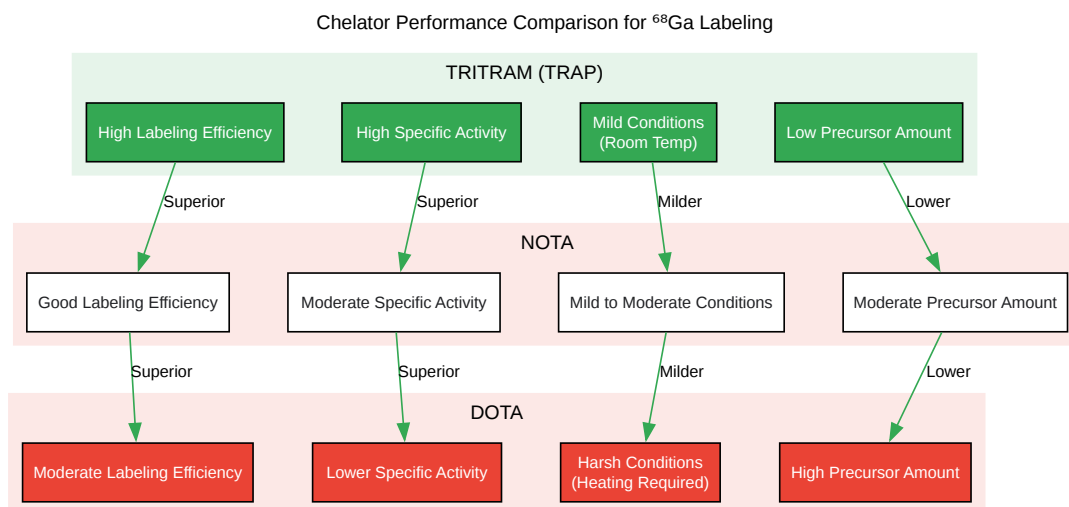 Chelator Performance Comparison for ⁶⁸Ga Labeling
TRITRAM (TRAP)
High Labeling Efficiency
High Specific Activity
Mild Conditions
(Room Temp)
Low Precursor Amount
Superior
Superior
Milder
Lower
NOTA
Good Labeling Efficiency
Moderate Specific Activity
Mild to Moderate Conditions
Moderate Precursor Amount
Superior
Superior
Milder
Lower
DOTA
Moderate Labeling Efficiency
Lower Specific Activity
Harsh Conditions
(Heating Required)
High Precursor Amount